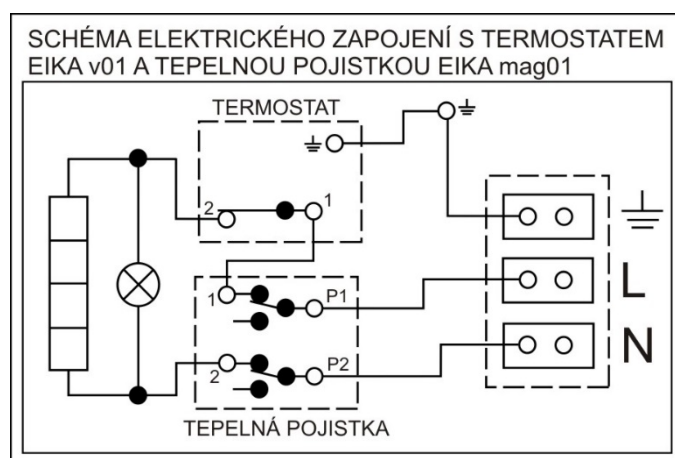 SCHÉMA ELEKTRICKÉHO ZAPOJENÍ S TERMOSTATEM
EIKA v01 A TEPELNOU POJISTKOU EIKA mag01
TERMOSTAT
2
1
1
P1
L
2
P2
N
TEPELNÁ POJISTKA